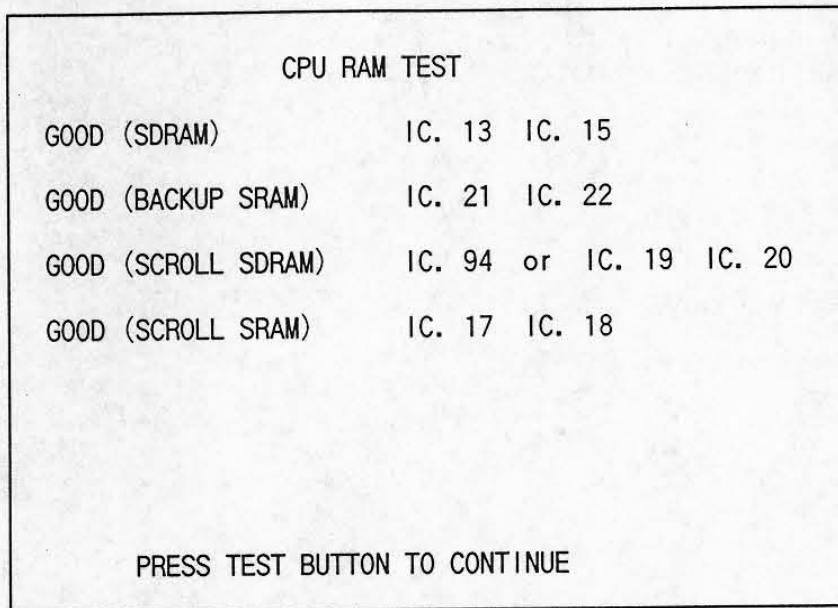 CPU RAM TEST
GOOD (SDRAM) IC. 13 IC. 15
GOOD (BACKUP SRAM) IC. 21 IC. 22
GOOD (SCROLL SDRAM) IC. 94 or IC. 19 IC. 20
GOOD (SCROLL SRAM) IC. 17 IC. 18
PRESS TEST BUTTON TO CONTINUE